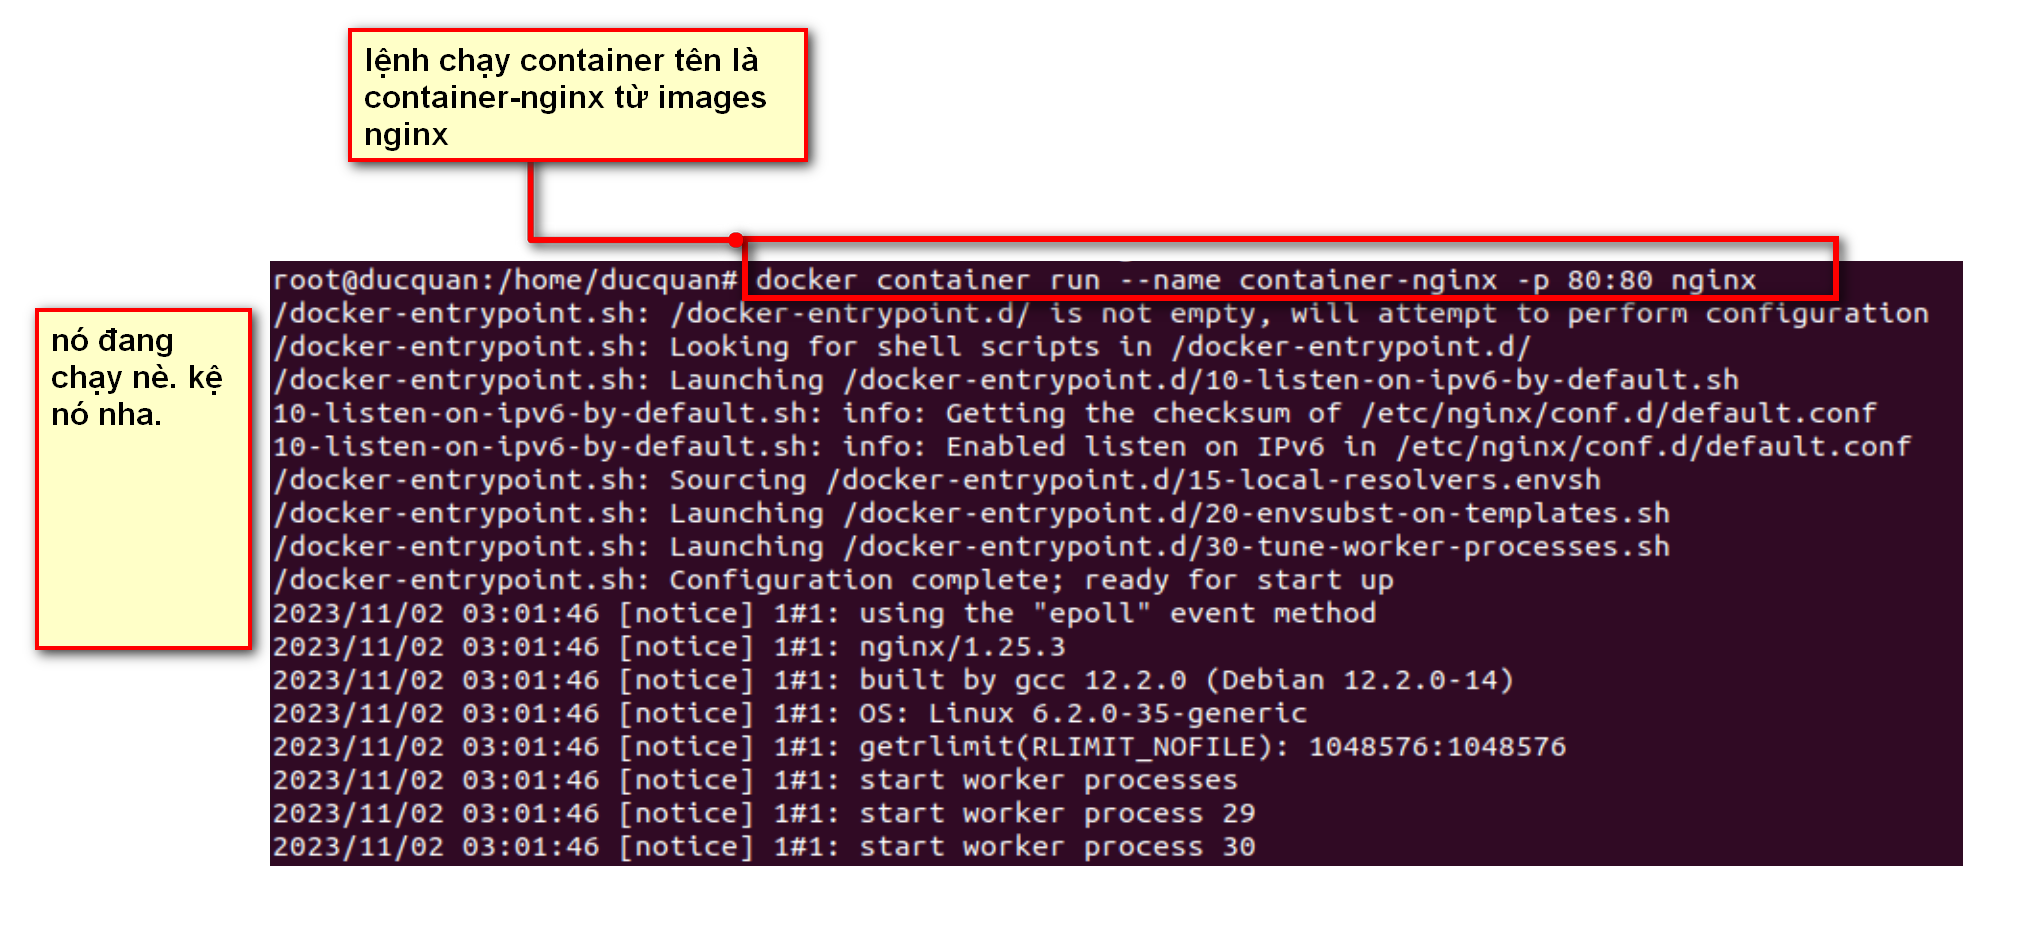 lệnh chạy container tên là
container-nginx từ images
nginx
root@ducquan:/home/ducquan# docker container run --name container-nginx -p 80:80 nginx
/docker-entrypoint.sh: /docker-entrypoint.d/ is not empty, will attempt to perform configuration
/docker-entrypoint.sh: Looking for shell scripts in /docker-entrypoint.d/
/docker-entrypoint.sh: Launching /docker-entrypoint.d/10-listen-on-ipv6-by-default.sh
10-listen-on-ipv6-by-default.sh: info: Getting the checksum of /etc/nginx/conf.d/default.conf
10-listen-on-ipv6-by-default.sh: info: Enabled listen on IPv6 in /etc/nginx/conf.d/default.conf
/docker-entrypoint.sh: Sourcing /docker-entrypoint.d/15-local-resolvers.envsh
/docker-entrypoint.sh: Launching /docker-entrypoint.d/20-envsubst-on-templates.sh
/docker-entrypoint.sh: Launching /docker-entrypoint.d/30-tune-worker-processes.sh
/docker-entrypoint.sh: Configuration complete; ready for start up
2023/11/02 03:01:46 [notice] 1#1: using the "epoll" event method
2023/11/02 03:01:46 [notice] 1#1: nginx/1.25.3
2023/11/02 03:01:46 [notice] 1#1: built by gcc 12.2.0 (Debian 12.2.0-14)
2023/11/02 03:01:46 [notice] 1#1: OS: Linux 6.2.0-35-generic
2023/11/02 03:01:46 [notice] 1#1: getrlimit(RLIMIT_NOFILE): 1048576:1048576
2023/11/02 03:01:46 [notice] 1#1: start worker processes
2023/11/02 03:01:46 [notice] 1#1: start worker process 29
2023/11/02 03:01:46 [notice] 1#1: start worker process 30
nó đang
chạy nè. kệ
nó nha.